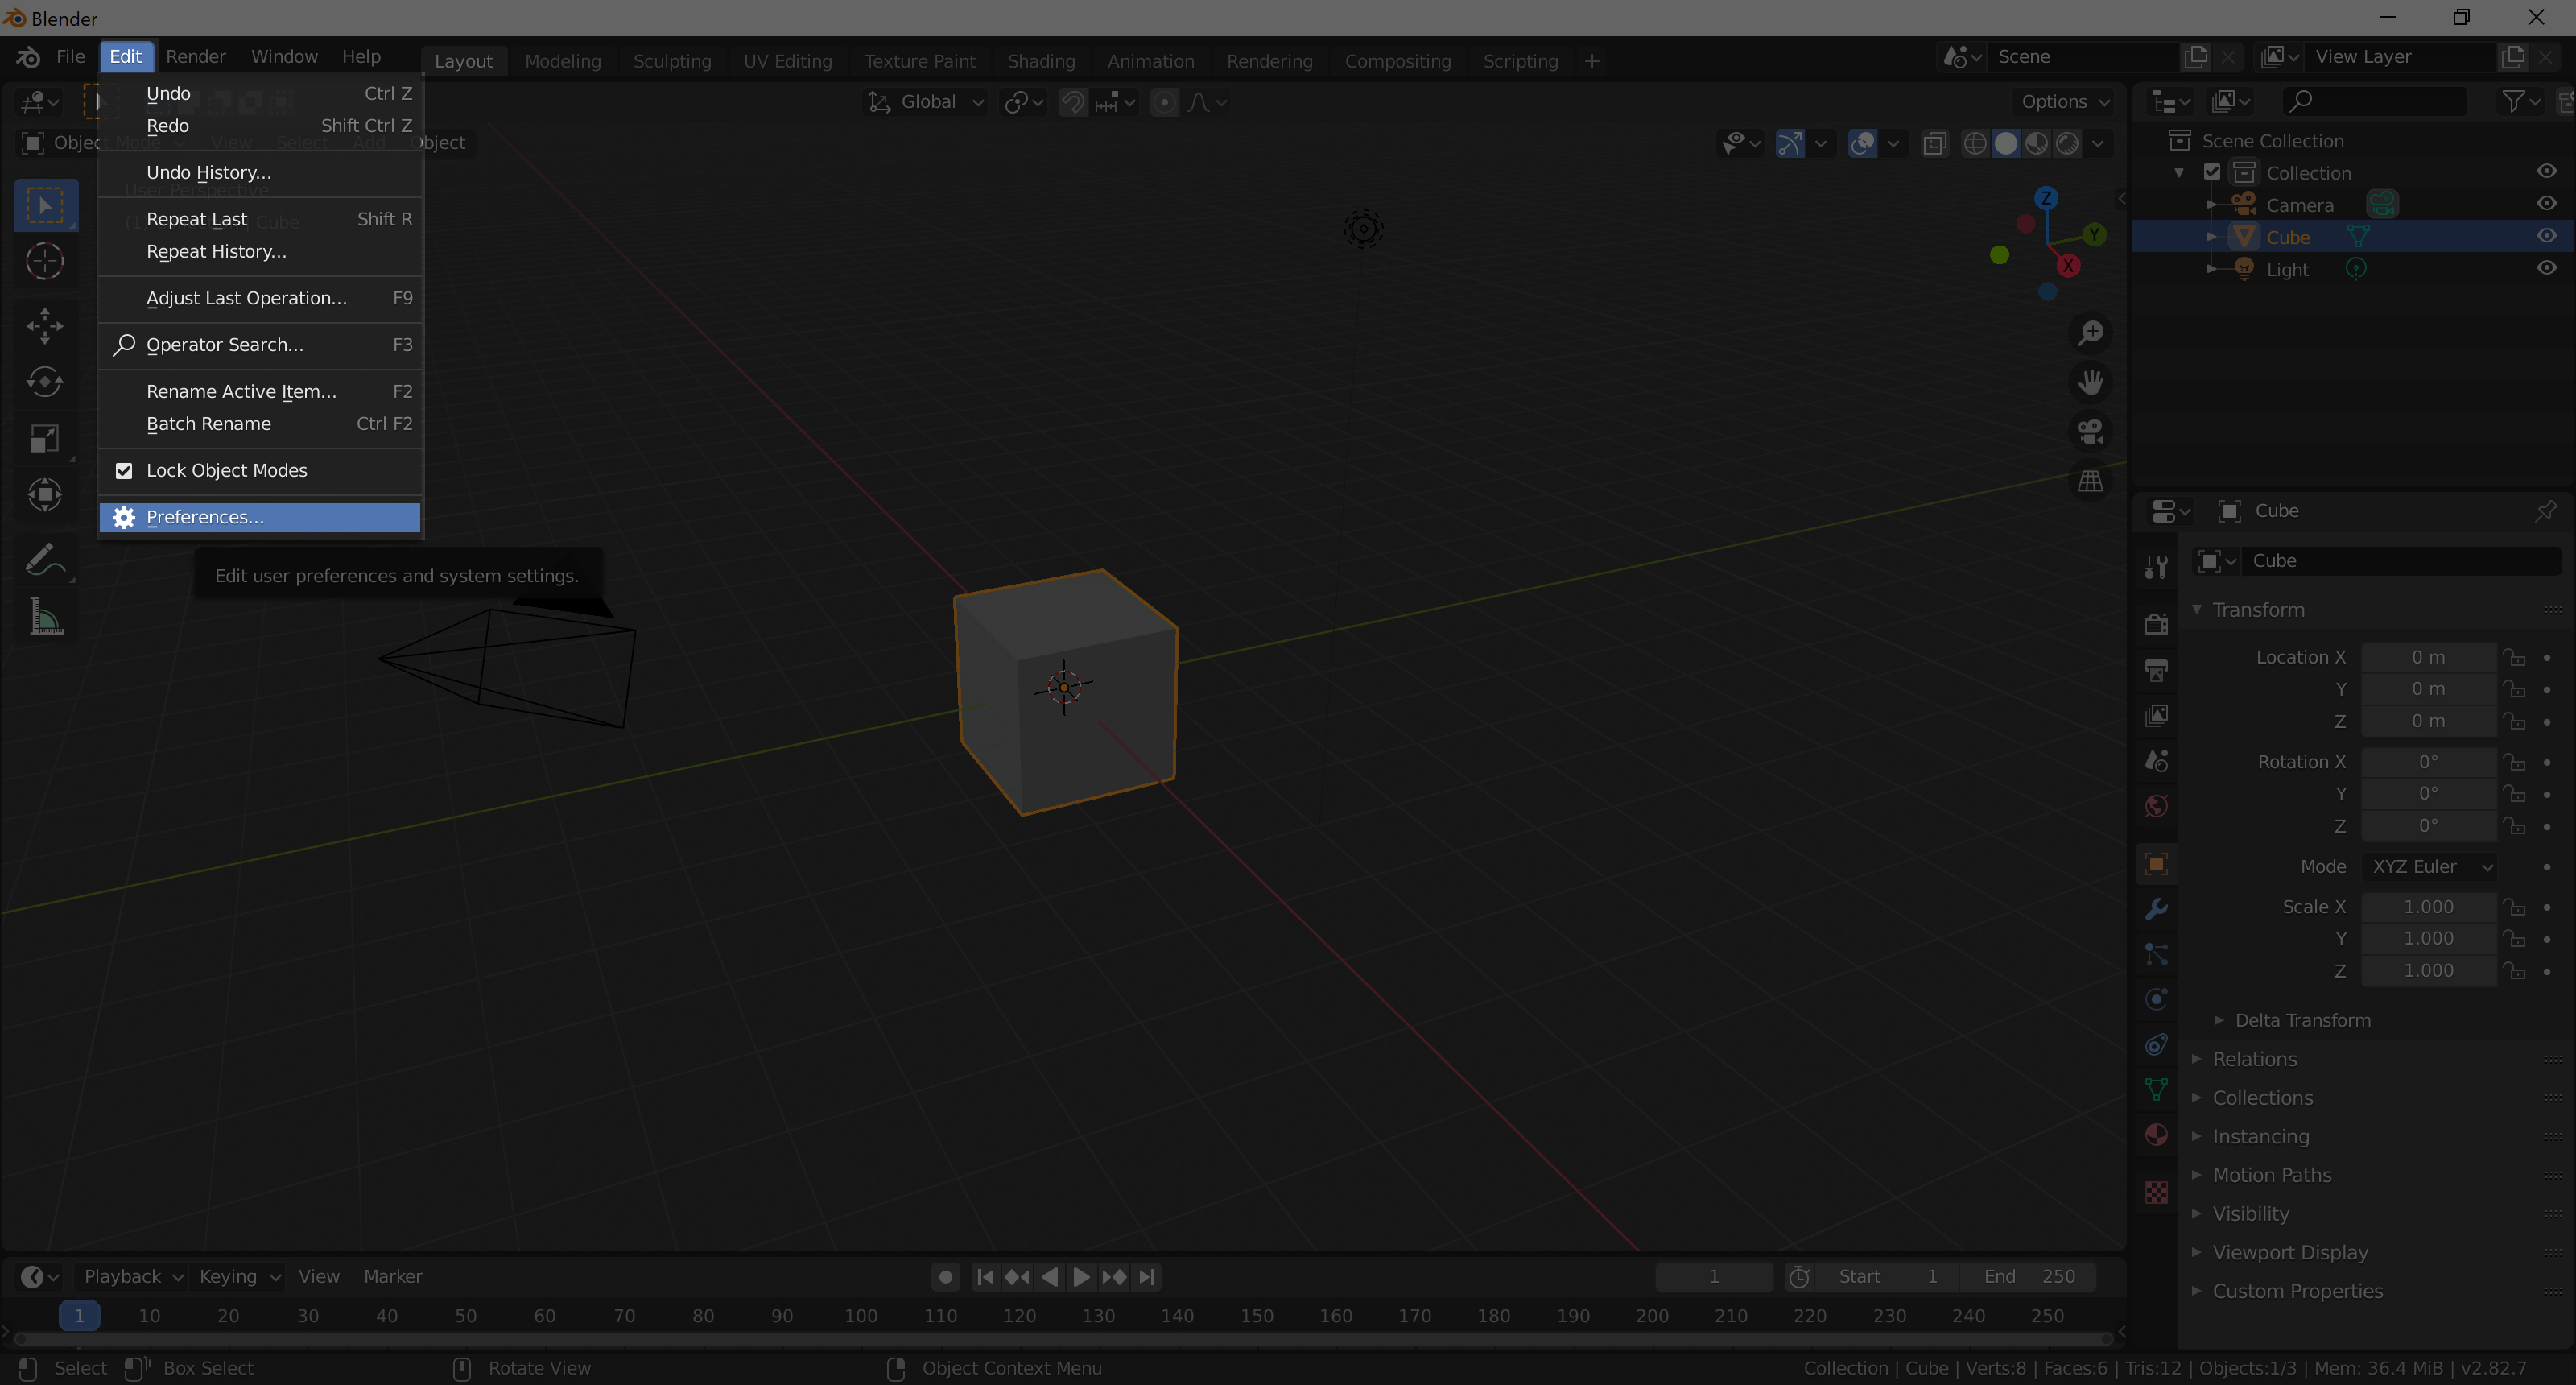 Blender
File Edit Render Window Help Layout Modeling Sculpting UV Editing Texture Paint Shading Animation Rendering Compositing Scripting + Scene View Layer
Undo Ctrl Z
Redo Shift Ctrl Z
Undo History...
Repeat Last Shift R
Repeat History...
Adjust Last Operation... F9
Operator Search... F3
Rename Active Item... F2
Batch Rename Ctrl F2
Lock Object Modes
Preferences...
Edit user preferences and system settings.
Global
Options
Object Mode View Select Add Object
User Perspective
(1) Cube
Z
Y
X
Scene Collection
Collection
Camera
Cube
Light
Cube
Cube
Transform
Location X 0 m
Y 0 m
Z 0 m
Rotation X 0°
Y 0°
Z 0°
Mode XYZ Euler
Scale X 1.000
Y 1.000
Z 1.000
Delta Transform
Relations
Collections
Instancing
Motion Paths
Visibility
Viewport Display
Custom Properties
Playback Keying View Marker 1 Start 1 End 250
1 10 20 30 40 50 60 70 80 90 100 110 120 130 140 150 160 170 180 190 200 210 220 230 240 250
Select Box Select Rotate View Object Context Menu Collection | Cube | Verts:8 | Faces:6 | Tris:12 | Objects:1/3 | Mem: 36.4 MiB | v2.82.7